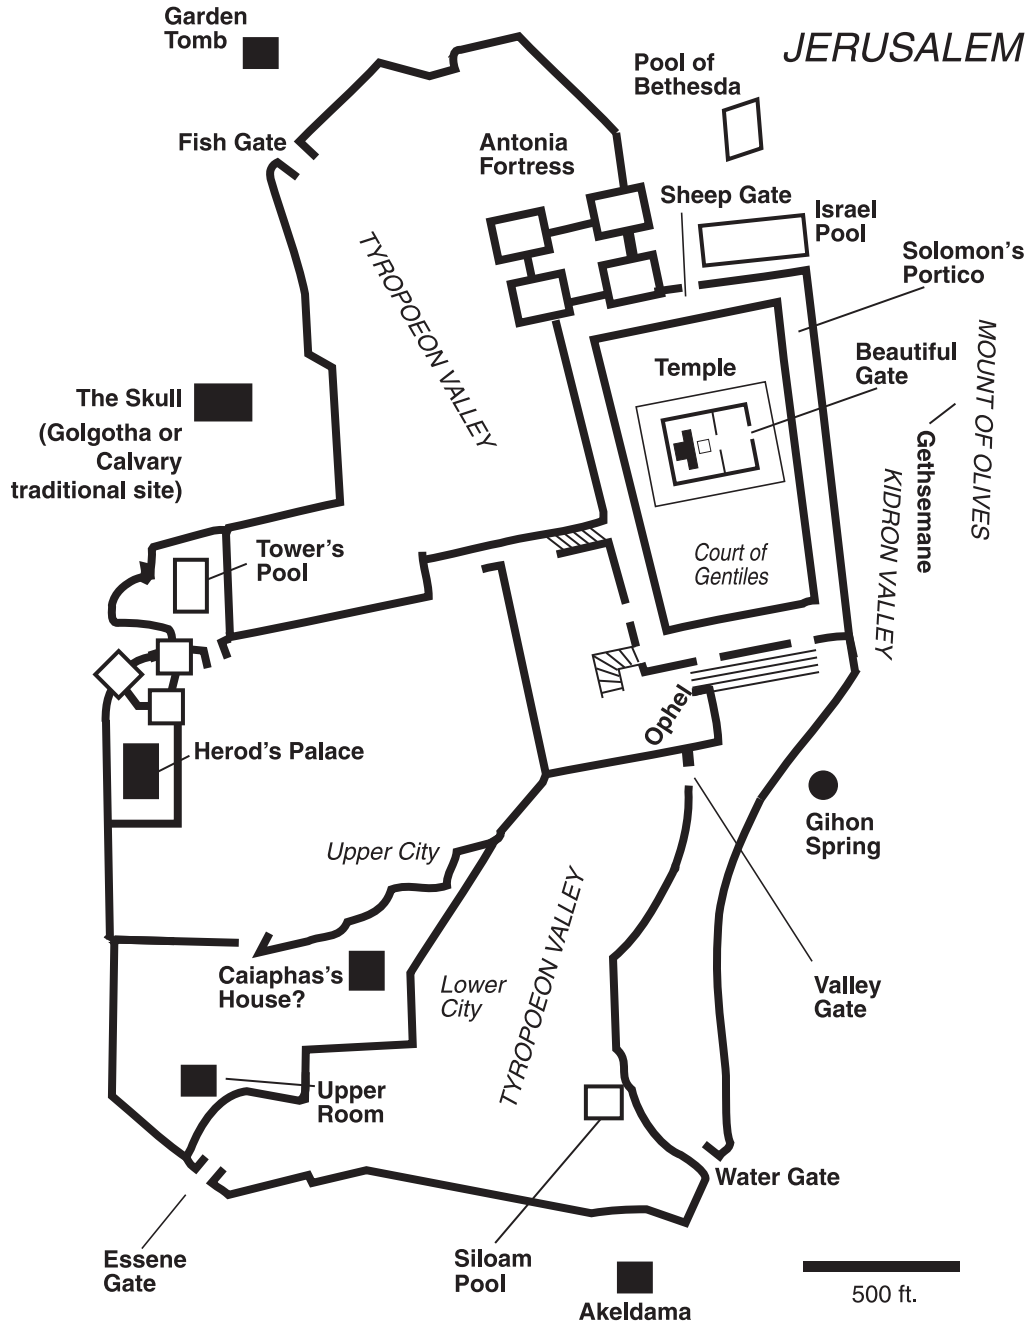 Garden
Tomb
JERUSALEM
Pool of
Bethesda
Fish Gate
Antonia
Fortress
Sheep Gate
Israel
Pool
Solomon's
Portico
TYROPOEON VALLEY
MOUNT OF OLIVES
Beautiful
Gate
Temple
The Skull
(Golgotha or
Calvary
traditional site)
Gethsemane
KIDRON VALLEY
Tower's
Pool
Court of
Gentiles
Ophel
Herod's Palace
Gihon
Spring
Upper City
TYROPOEON VALLEY
Caiaphas's
House?
Lower
City
Valley
Gate
Upper
Room
Water Gate
Essene
Gate
Siloam
Pool
Akeldama
500 ft.